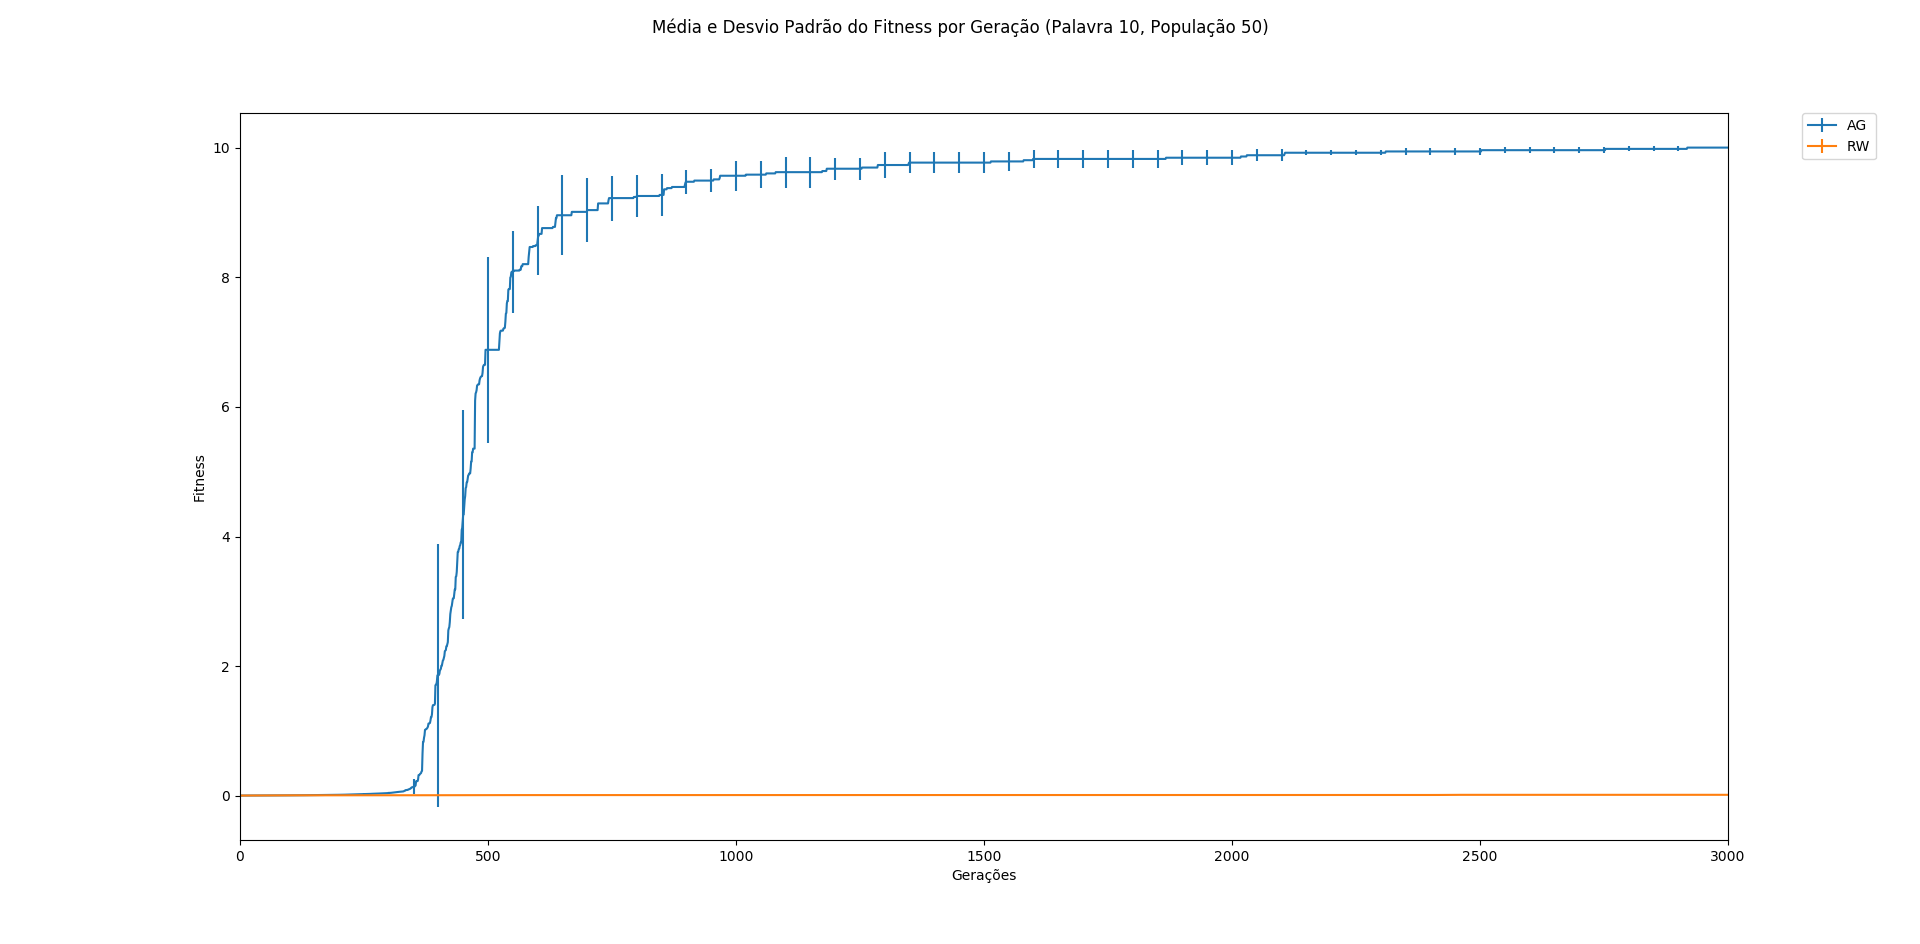 Média e Desvio Padrão do Fitness por Geração (Palavra 10, População 50)
AG
RW
10
8
6
4
2
0
Fitness
0 500 1000 1500 2000 2500 3000
Gerações